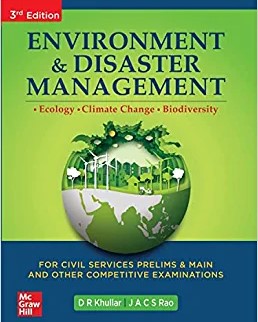 3rd Edition
ENVIRONMENT
& DISASTER
MANAGEMENT
• Ecology • Climate Change • Biodiversity
FOR CIVIL SERVICES PRELIMS & MAIN
AND OTHER COMPETITIVE EXAMINATIONS
Mc
Graw
Hill
D R Khullar | J A C S Rao